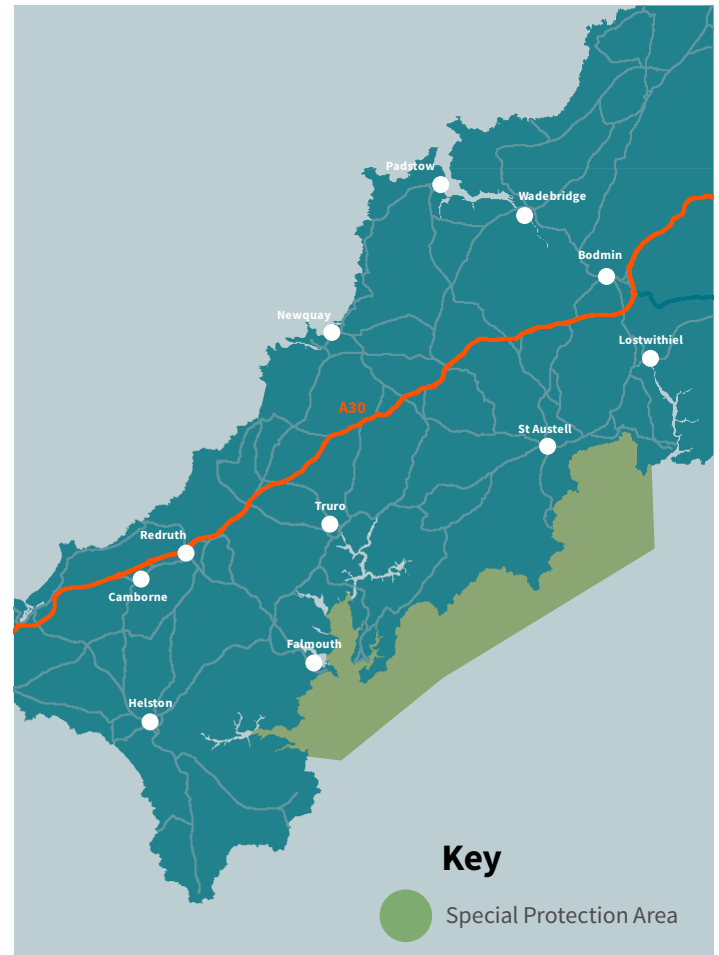 Padstow
Wadebridge
Bodmin
Newquay
Lostwithiel
A30
St Austell
Truro
Redruth
Camborne
Falmouth
Helston
Key
Special Protection Area